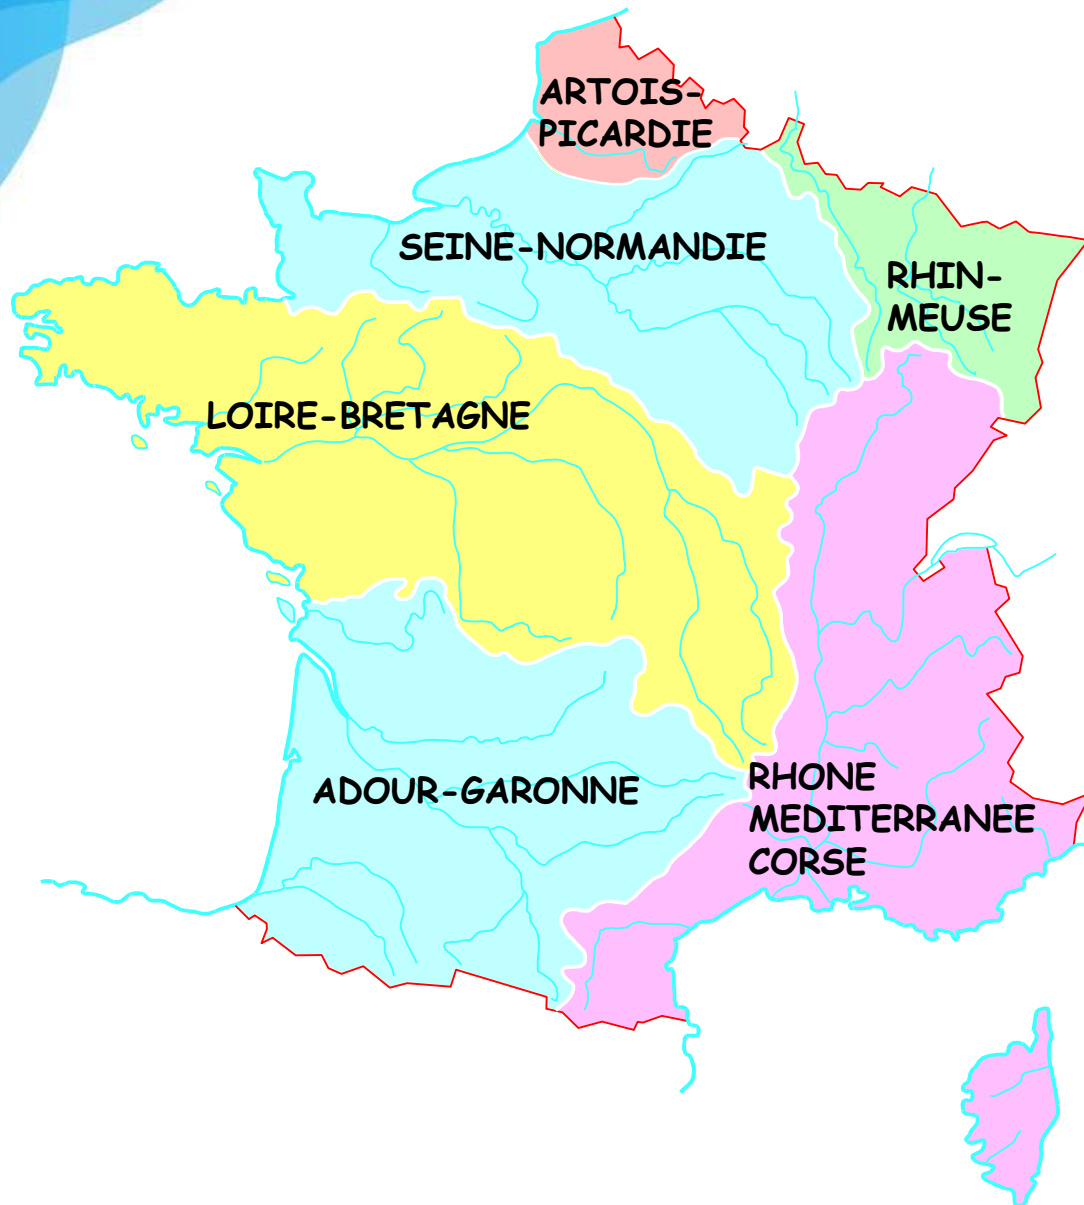 ARTOIS-
PICARDIE
SEINE-NORMANDIE
RHIN-
MEUSE
LOIRE-BRETAGNE
ADOUR-GARONNE
RHONE
MEDITERRANEE
CORSE